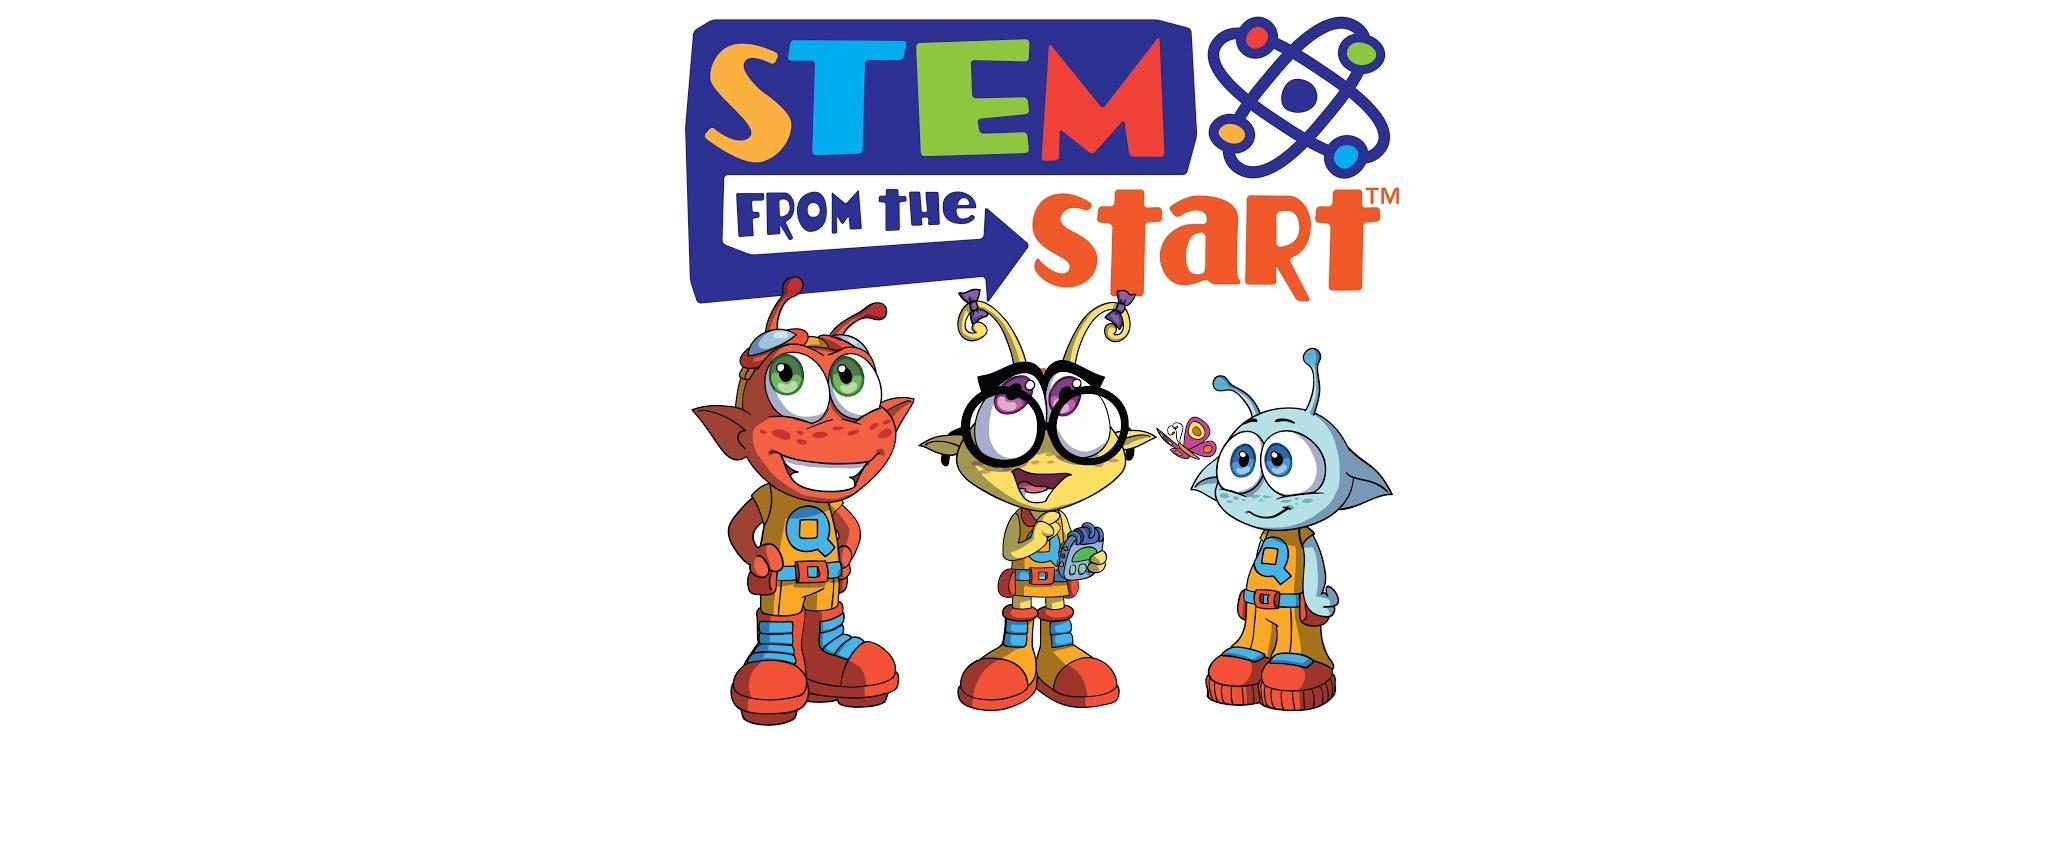 STEM
FROM the
start™
Q
Q
Q